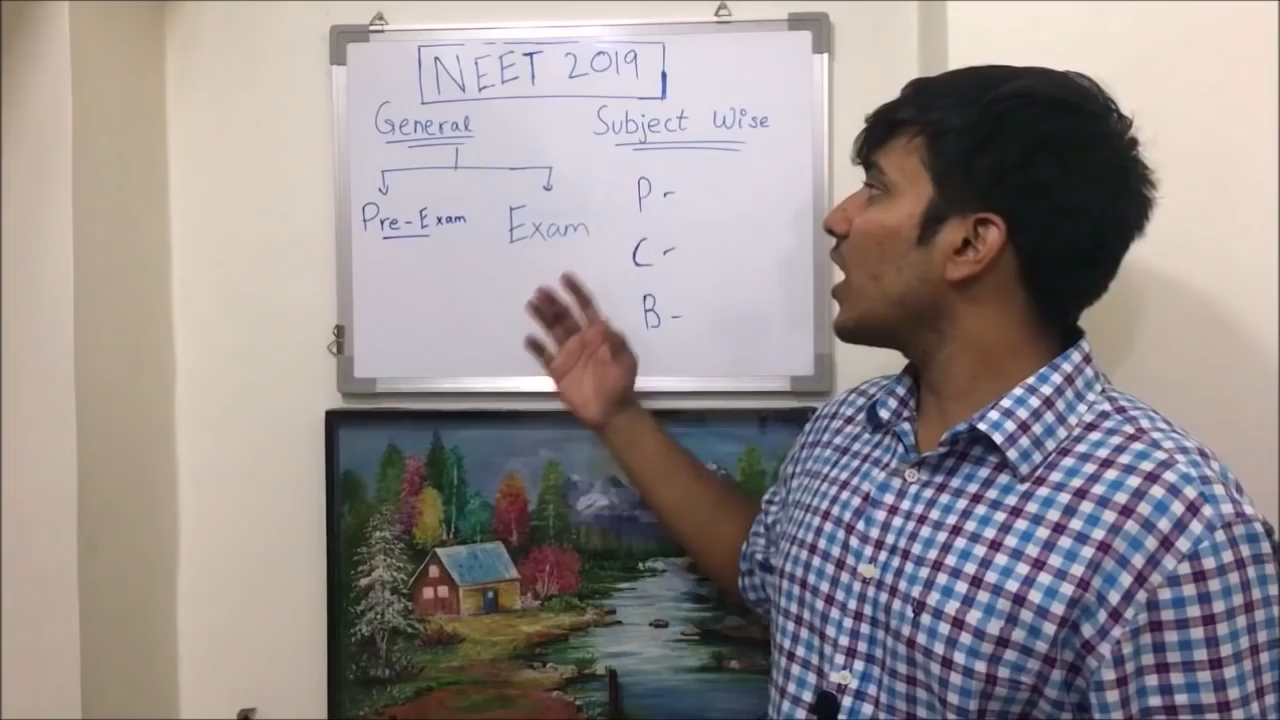 NEET 2019
General
Pre-Exam
Exam
Subject Wise
P-
C-
B-